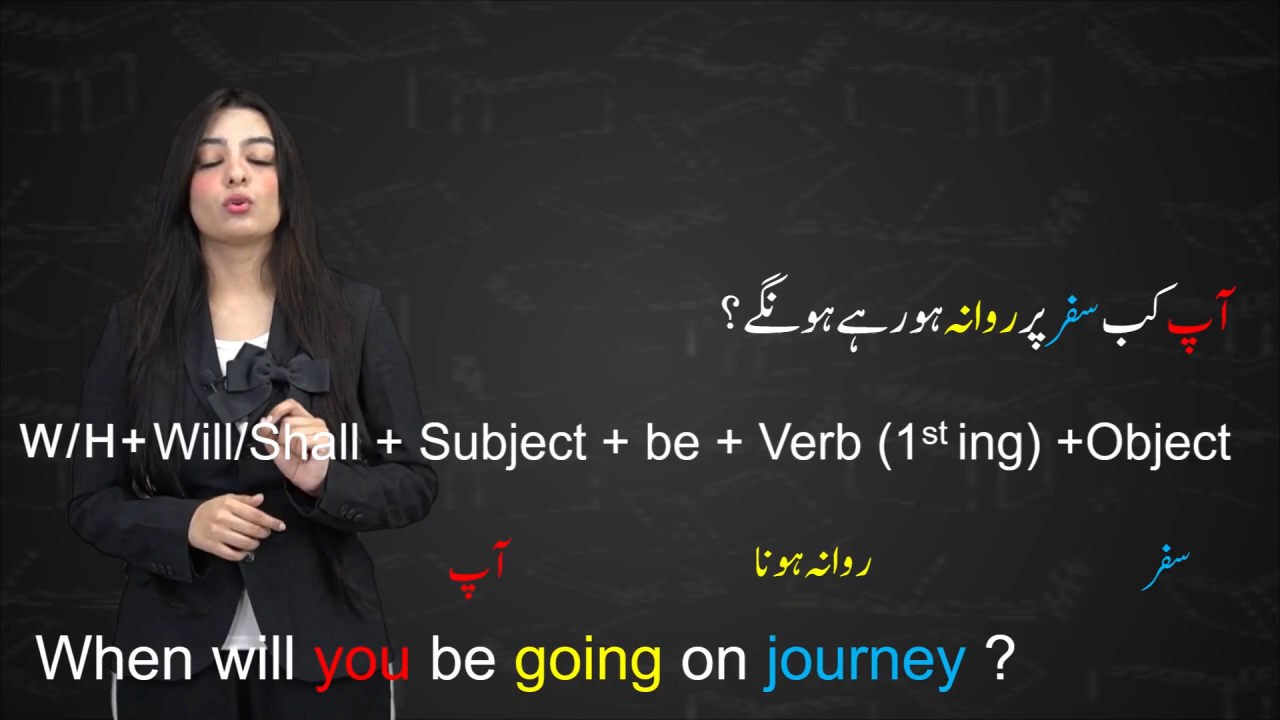 آپ کب سفر پر روانہ ہو رہے ہونگے؟
W/H+Will/Shall + Subject + be + Verb (1st ing) +Object
آپ روانہ ہونا سفر
When will you be going on journey ?